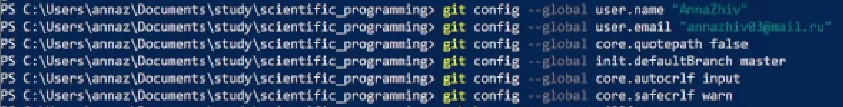 PS C:\Users\annaz\Documents\study\scientific_programming> git config --global user.name "AnnaZhiv"
PS C:\Users\annaz\Documents\study\scientific_programming> git config --global user.email "annazhiv03@mail.ru"
PS C:\Users\annaz\Documents\study\scientific_programming> git config --global core.quotepath false
PS C:\Users\annaz\Documents\study\scientific_programming> git config --global init.defaultBranch master
PS C:\Users\annaz\Documents\study\scientific_programming> git config --global core.autocrlf input
PS C:\Users\annaz\Documents\study\scientific_programming> git config --global core.safecrlf warn